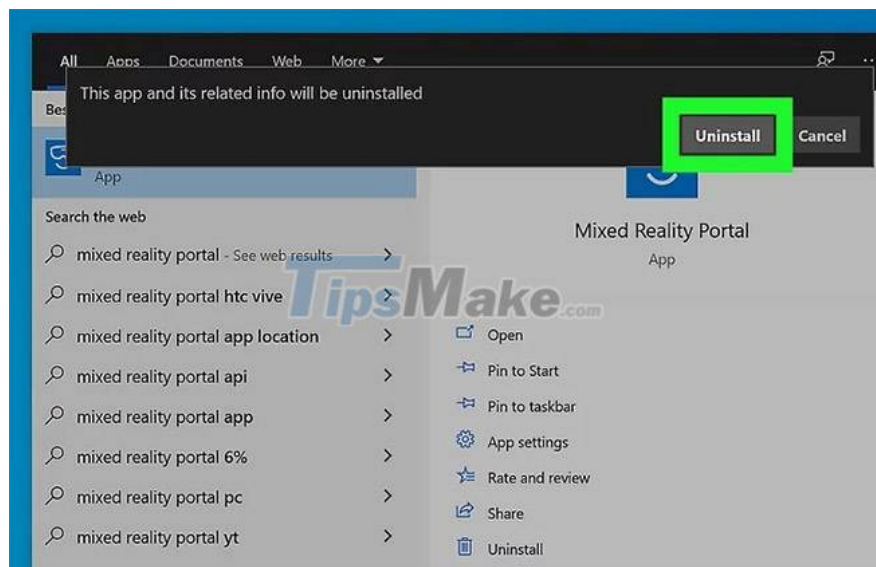 All Apps Documents Web More
This app and its related info will be uninstalled
Uninstall Cancel
App
Search the web
mixed reality portal - See web results
mixed reality portal htc vive
mixed reality portal app location
mixed reality portal api
mixed reality portal app
mixed reality portal 6%
mixed reality portal pc
mixed reality portal yt
Mixed Reality Portal
App
TipsMake.com
Open
Pin to Start
Pin to taskbar
App settings
Rate and review
Share
Uninstall